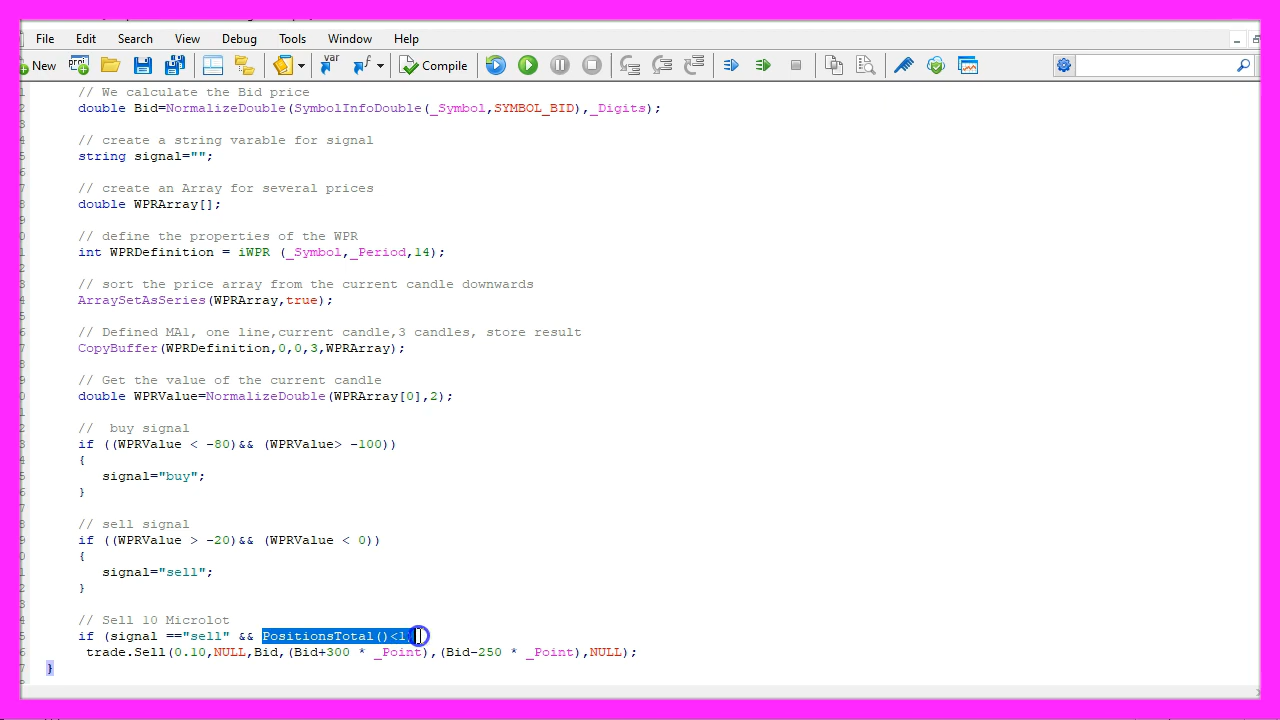 File Edit Search View Debug Tools Window Help
New Compile
// We calculate the Bid price
double Bid=NormalizeDouble(SymbolInfoDouble(_Symbol,SYMBOL_BID),_Digits);
// create a string varable for signal
string signal="";
// create an Array for several prices
double WPRArray[];
// define the properties of the WPR
int WPRDefinition = iWPR (_Symbol,_Period,14);
// sort the price array from the current candle downwards
ArraySetAsSeries(WPRArray,true);
// Defined MA1, one line,current candle,3 candles, store result
CopyBuffer(WPRDefinition,0,0,3,WPRArray);
// Get the value of the current candle
double WPRValue=NormalizeDouble(WPRArray[0],2);
//  buy signal
if ((WPRValue < -80)&& (WPRValue> -100))
{
signal="buy";
}
// sell signal
if ((WPRValue > -20)&& (WPRValue < 0))
{
signal="sell";
}
// Sell 10 Microlot
if (signal =="sell" && PositionsTotal()<1)
trade.Sell(0.10,NULL,Bid,(Bid+300 * _Point),(Bid-250 * _Point),NULL);
}